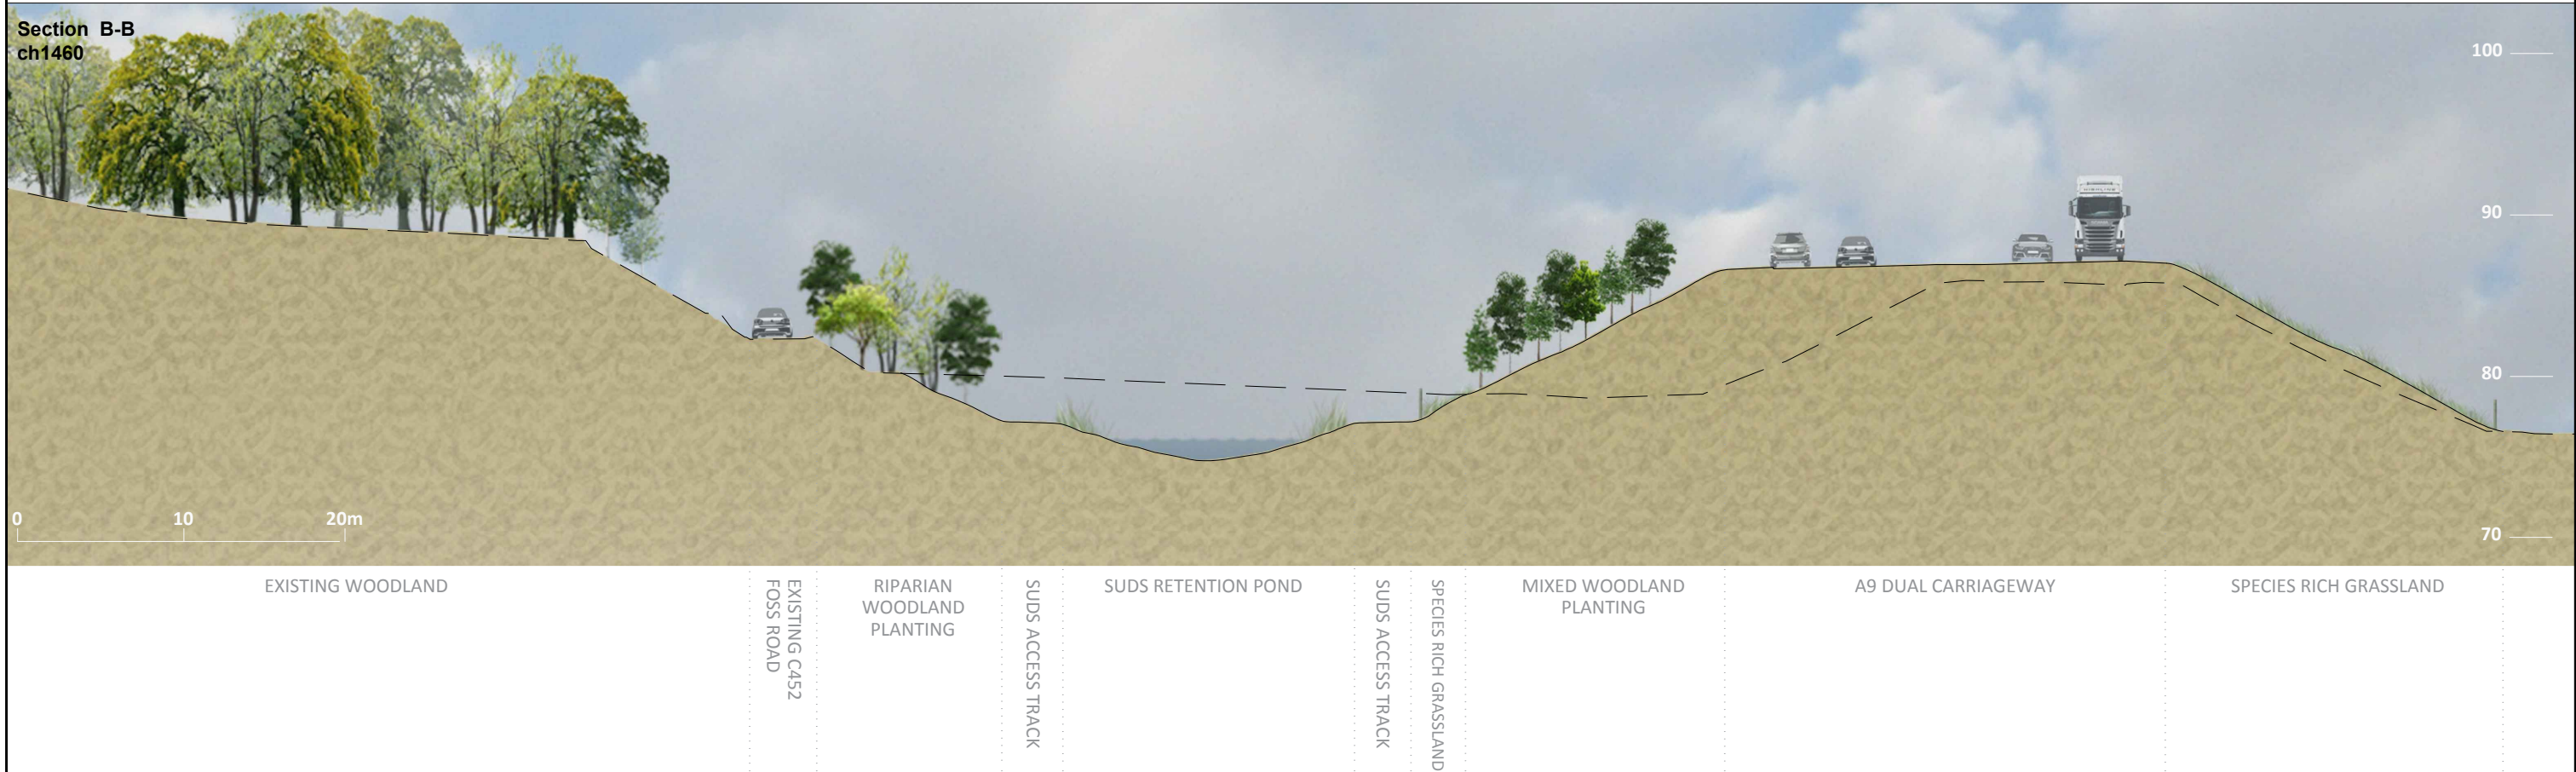 Section B-B
ch1460
100
90
80
70
0 10 20m
EXISTING WOODLAND
EXISTING C452
FOSS ROAD
RIPARIAN
WOODLAND
PLANTING
SUDS ACCESS TRACK
SUDS RETENTION POND
SUDS ACCESS TRACK
SPECIES RICH GRASSLAND
MIXED WOODLAND
PLANTING
A9 DUAL CARRIAGEWAY
SPECIES RICH GRASSLAND